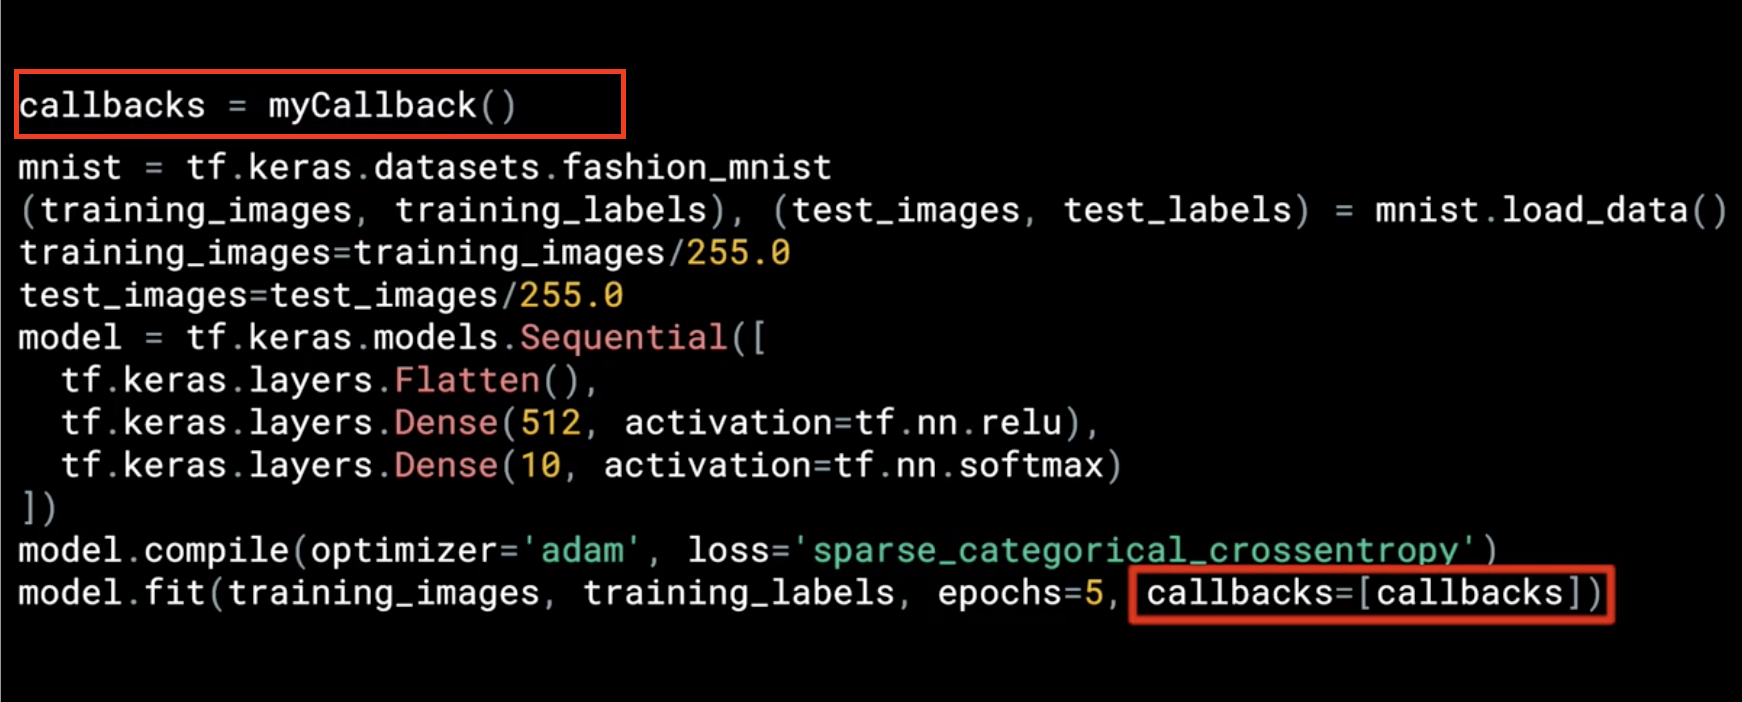 callbacks = myCallback()
mnist = tf.keras.datasets.fashion_mnist
(training_images, training_labels), (test_images, test_labels) = mnist.load_data()
training_images=training_images/255.0
test_images=test_images/255.0
model = tf.keras.models.Sequential([
  tf.keras.layers.Flatten(),
  tf.keras.layers.Dense(512, activation=tf.nn.relu),
  tf.keras.layers.Dense(10, activation=tf.nn.softmax)
])
model.compile(optimizer='adam', loss='sparse_categorical_crossentropy')
model.fit(training_images, training_labels, epochs=5, callbacks=[callbacks])